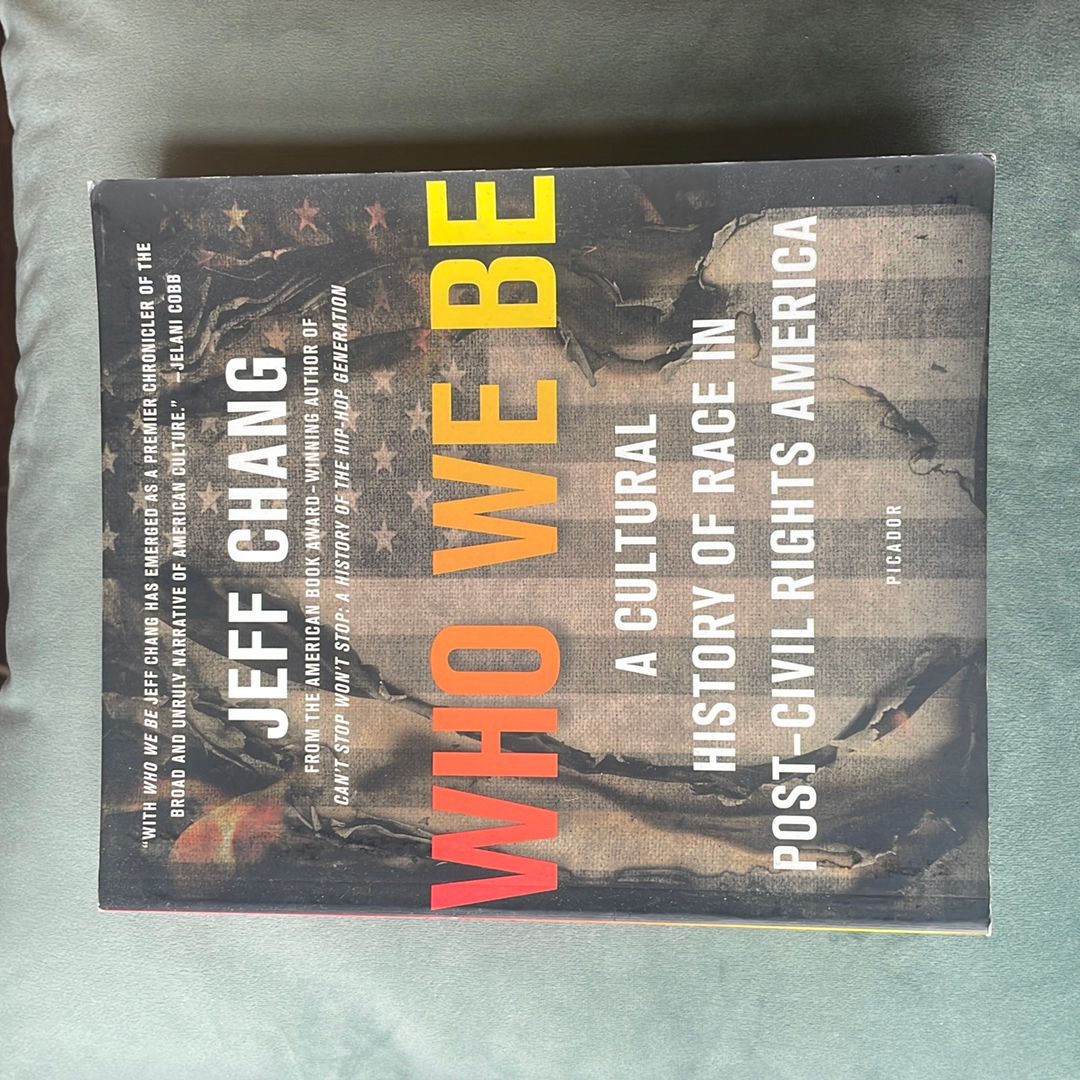 “WITH WHO WE BE JEFF CHANG HAS EMERGED AS A PREMIER CHRONICLER OF THE
BROAD AND UNRULY NARRATIVE OF AMERICAN CULTURE.” —JELANI COBB
JEFF CHANG
FROM THE AMERICAN BOOK AWARD–WINNING AUTHOR OF
CAN'T STOP WON'T STOP: A HISTORY OF THE HIP-HOP GENERATION
WHO WE BE
A CULTURAL
HISTORY OF RACE IN
POST–CIVIL RIGHTS AMERICA
PICADOR